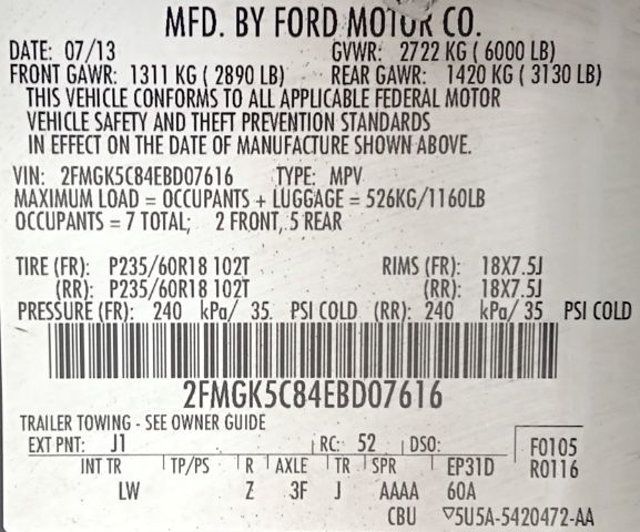 MFD. BY FORD MOTOR CO.
DATE: 07/13 GVWR: 2722 KG ( 6000 LB)
FRONT GAWR: 1311 KG ( 2890 LB) REAR GAWR: 1420 KG ( 3130 LB)
THIS VEHICLE CONFORMS TO ALL APPLICABLE FEDERAL MOTOR
VEHICLE SAFETY AND THEFT PREVENTION STANDARDS
IN EFFECT ON THE DATE OF MANUFACTURE SHOWN ABOVE.
VIN: 2FMGK5C84EBD07616 TYPE: MPV
MAXIMUM LOAD = OCCUPANTS + LUGGAGE = 526KG/1160LB
OCCUPANTS = 7 TOTAL; 2 FRONT, 5 REAR
TIRE (FR): P235/60R18 102T RIMS (FR): 18X7.5J
(RR): P235/60R18 102T (RR): 18X7.5J
PRESSURE (FR): 240 kPa/ 35. PSI COLD (RR): 240 kPa/ 35 PSI COLD
2FMGK5C84EBD07616
TRAILER TOWING - SEE OWNER GUIDE
EXT PNT: J1 RC: 52 DSO: F0105
INT TR TP/PS R AXLE TR SPR EP31D R0116
LW Z 3F J AAAA 60A
CBU ▽5U5A-5420472-AA